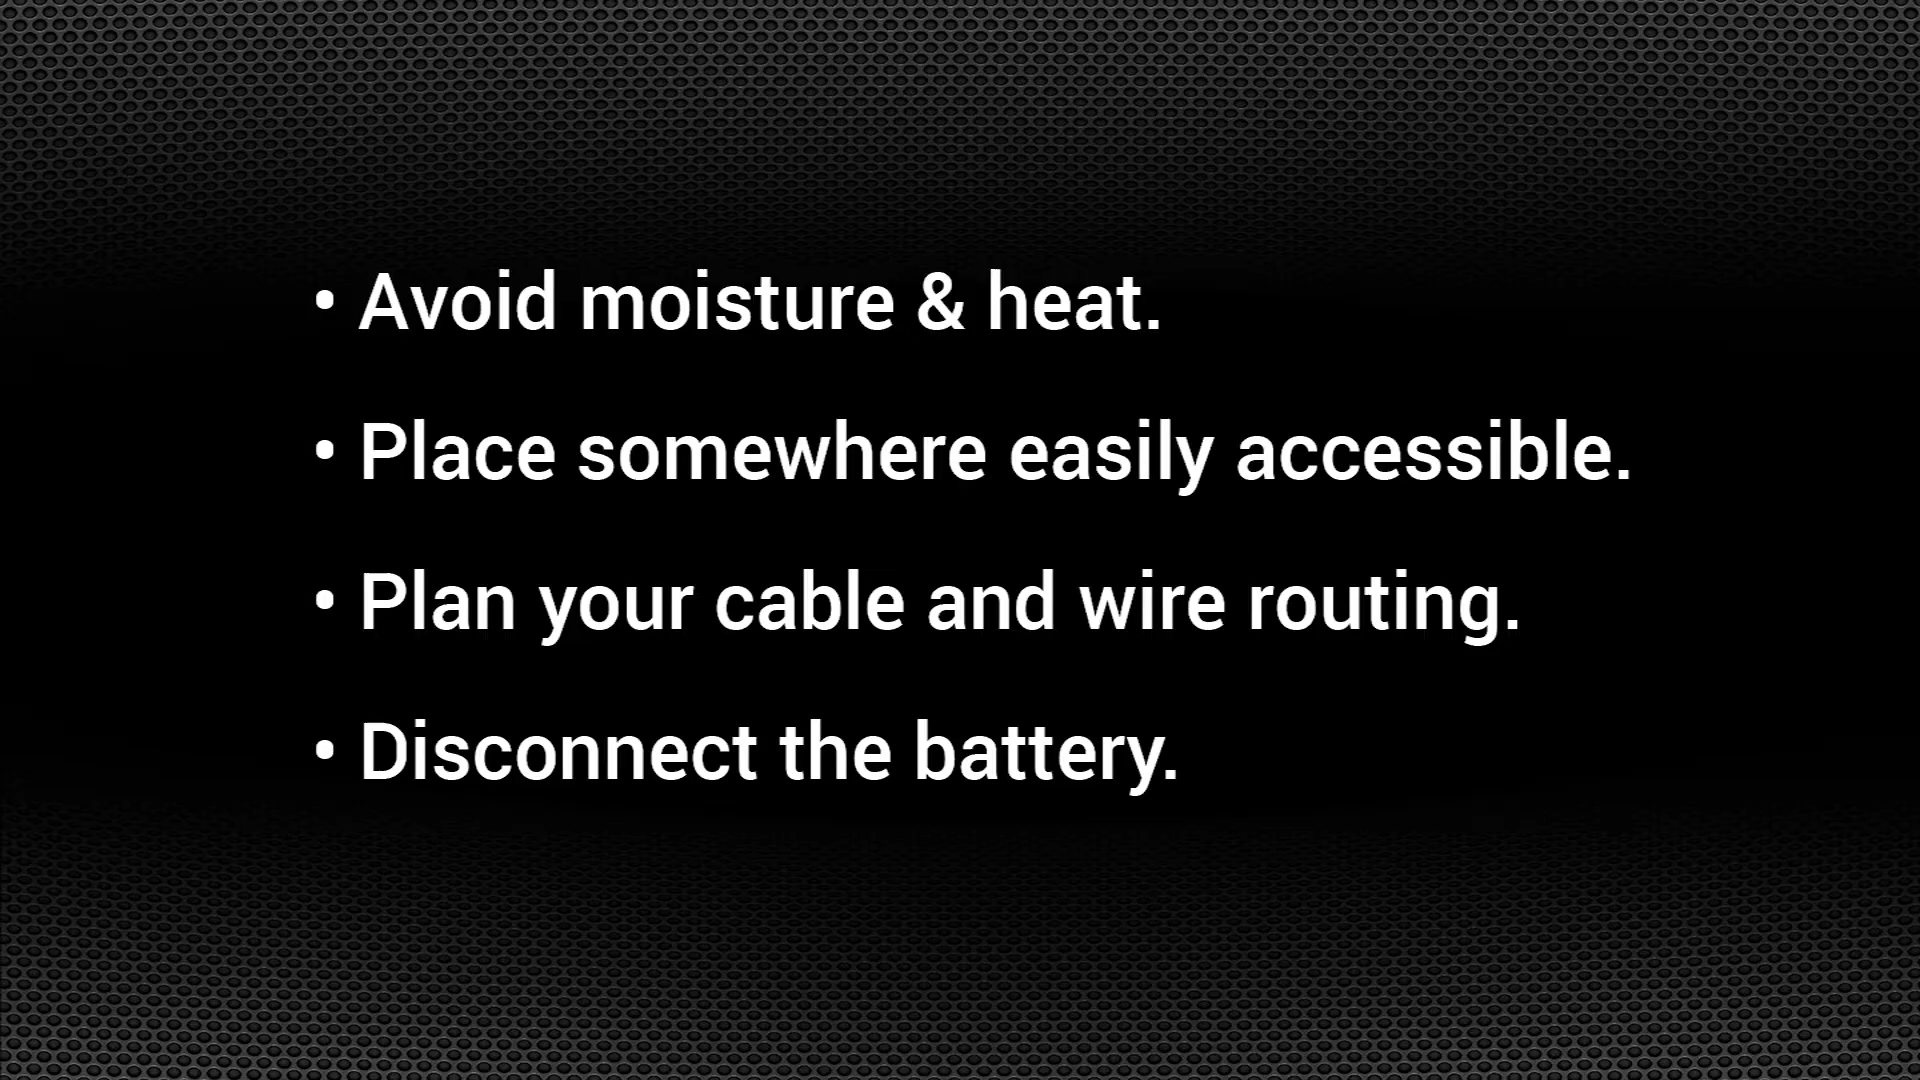 • Avoid moisture & heat.
• Place somewhere easily accessible.
• Plan your cable and wire routing.
• Disconnect the battery.